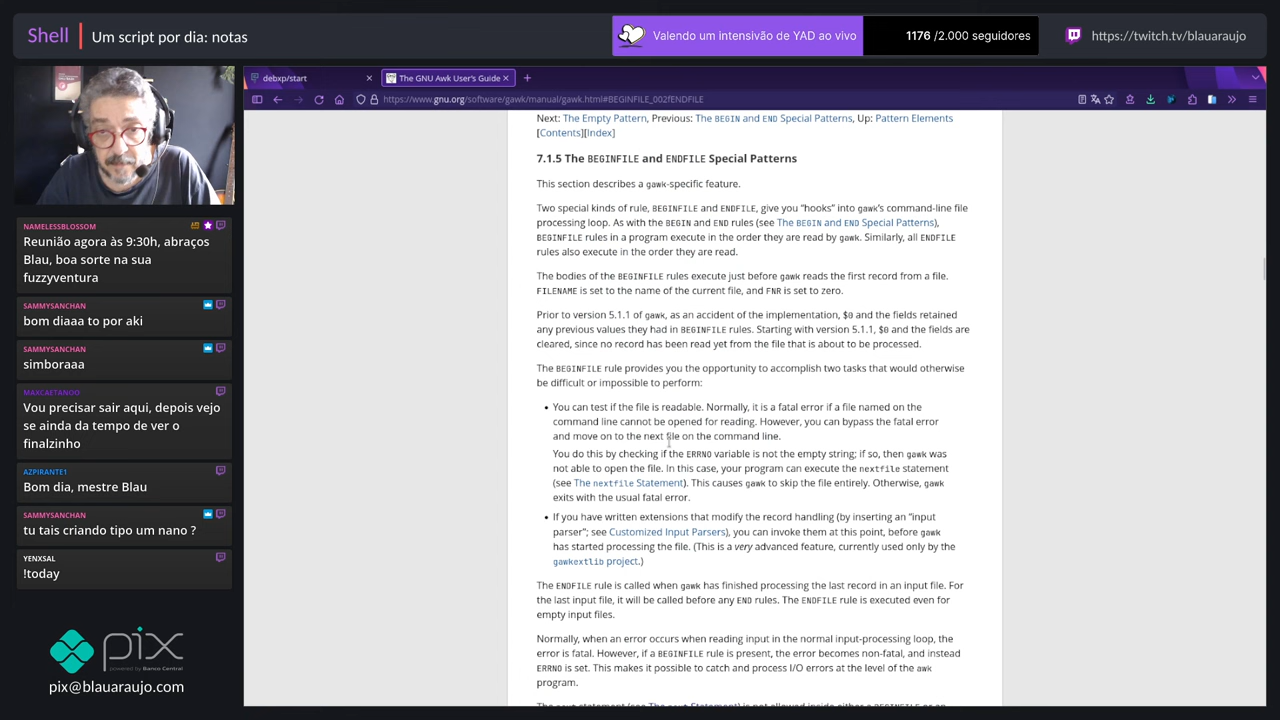 Shell
Um script por dia: notas
Valendo um intensivão de YAD ao vivo
1176 /2.000 seguidores
https://twitch.tv/blauaraujo
NAMELESSBLOSSOM
Reunião agora às 9:30h, abraços
Blau, boa sorte na sua
fuzzyventura
SAMMYSANCHAN
bom diaaa to por aki
SAMMYSANCHAN
simboraaa
MAXCAETANOO
Vou precisar sair aqui, depois vejo
se ainda da tempo de ver o
finalzinho
AZPIRANTE1
Bom dia, mestre Blau
SAMMYSANCHAN
tu tais criando tipo um nano ?
YENXSAL
!today
pix
powered by Banco Central
pix@blauaraujo.com
debxp/start
The GNU Awk User's Guide
https://www.gnu.org/software/gawk/manual/gawk.html#BEGINFILE_002fENDFILE
Next: The Empty Pattern, Previous: The BEGIN and END Special Patterns, Up: Pattern Elements
[Contents][Index]
7.1.5 The BEGINFILE and ENDFILE Special Patterns
This section describes a gawk-specific feature.
Two special kinds of rule, BEGINFILE and ENDFILE, give you “hooks” into gawk’s command-line file
processing loop. As with the BEGIN and END rules (see The BEGIN and END Special Patterns),
BEGINFILE rules in a program execute in the order they are read by gawk. Similarly, all ENDFILE
rules also execute in the order they are read.
The bodies of the BEGINFILE rules execute just before gawk reads the first record from a file.
FILENAME is set to the name of the current file, and FNR is set to zero.
Prior to version 5.1.1 of gawk, as an accident of the implementation, $0 and the fields retained
any previous values they had in BEGINFILE rules. Starting with version 5.1.1, $0 and the fields are
cleared, since no record has been read yet from the file that is about to be processed.
The BEGINFILE rule provides you the opportunity to accomplish two tasks that would otherwise
be difficult or impossible to perform:
• You can test if the file is readable. Normally, it is a fatal error if a file named on the
command line cannot be opened for reading. However, you can bypass the fatal error
and move on to the next file on the command line.
You do this by checking if the ERRNO variable is not the empty string; if so, then gawk was
not able to open the file. In this case, your program can execute the nextfile statement
(see The nextfile Statement). This causes gawk to skip the file entirely. Otherwise, gawk
exits with the usual fatal error.
• If you have written extensions that modify the record handling (by inserting an “input
parser”; see Customized Input Parsers), you can invoke them at this point, before gawk
has started processing the file. (This is a very advanced feature, currently used only by the
gawkextlib project.)
The ENDFILE rule is called when gawk has finished processing the last record in an input file. For
the last input file, it will be called before any END rules. The ENDFILE rule is executed even for
empty input files.
Normally, when an error occurs when reading input in the normal input-processing loop, the
error is fatal. However, if a BEGINFILE rule is present, the error becomes non-fatal, and instead
ERRNO is set. This makes it possible to catch and process I/O errors at the level of the awk
program.
The next statement (see The next Statement) is not allowed inside either a BEGINFILE or an